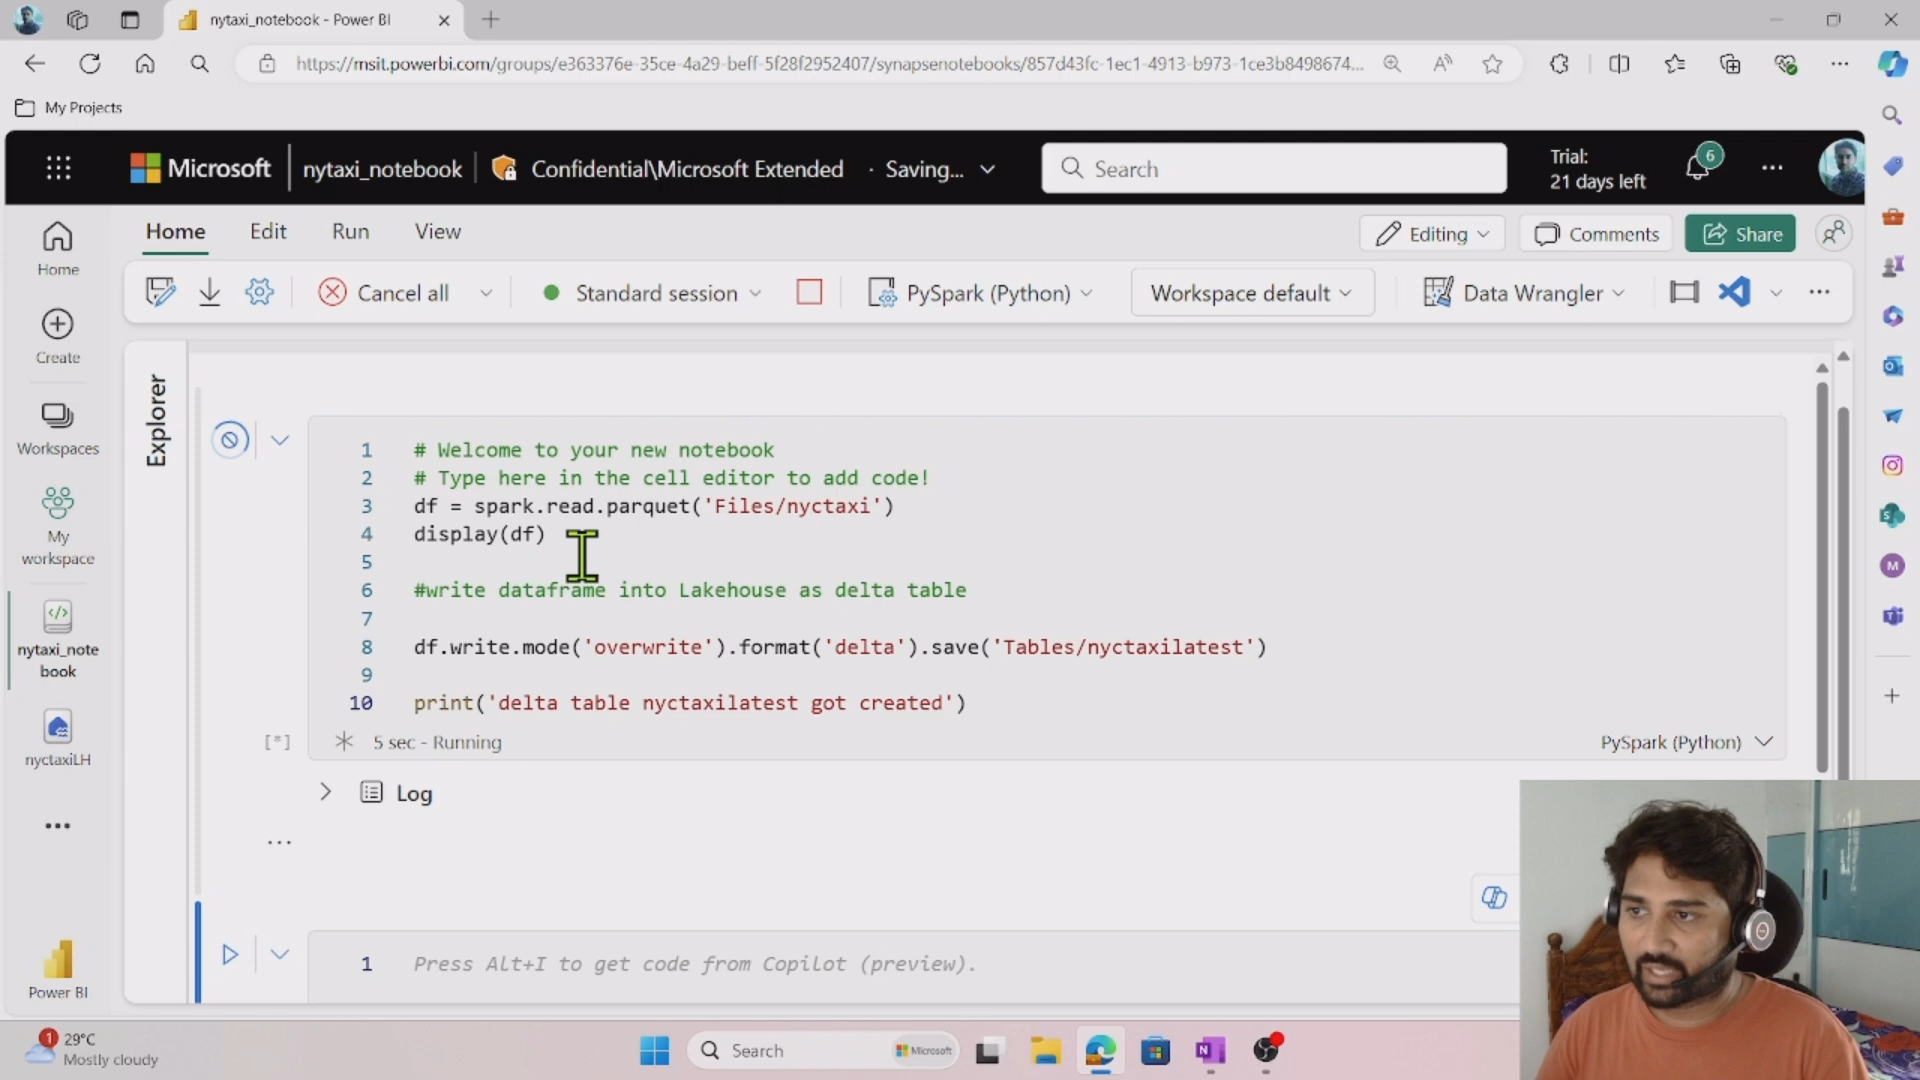 nytaxi_notebook - Power BI
https://msit.powerbi.com/groups/e363376e-35ce-4a29-beff-5f28f2952407/synapsenotebooks/857d43fc-1ec1-4913-b973-1ce3b8498674...
My Projects
Microsoft
nytaxi_notebook
Confidential\Microsoft Extended
· Saving...
Search
Trial:
21 days left
6
Home
Edit
Run
View
Editing
Comments
Share
Cancel all
Standard session
PySpark (Python)
Workspace default
Data Wrangler
Home
Create
Workspaces
My
workspace
nytaxi_note
book
nyctaxiLH
Power BI
Explorer
1 # Welcome to your new notebook
2 # Type here in the cell editor to add code!
3 df = spark.read.parquet('Files/nyctaxi')
4 display(df)
5
6 #write dataframe into Lakehouse as delta table
7
8 df.write.mode('overwrite').format('delta').save('Tables/nyctaxilatest')
9
10 print('delta table nyctaxilatest got created')
[*]
5 sec - Running
PySpark (Python)
Log
1 Press Alt+I to get code from Copilot (preview).
1
29°C
Mostly cloudy
Search
Microsoft